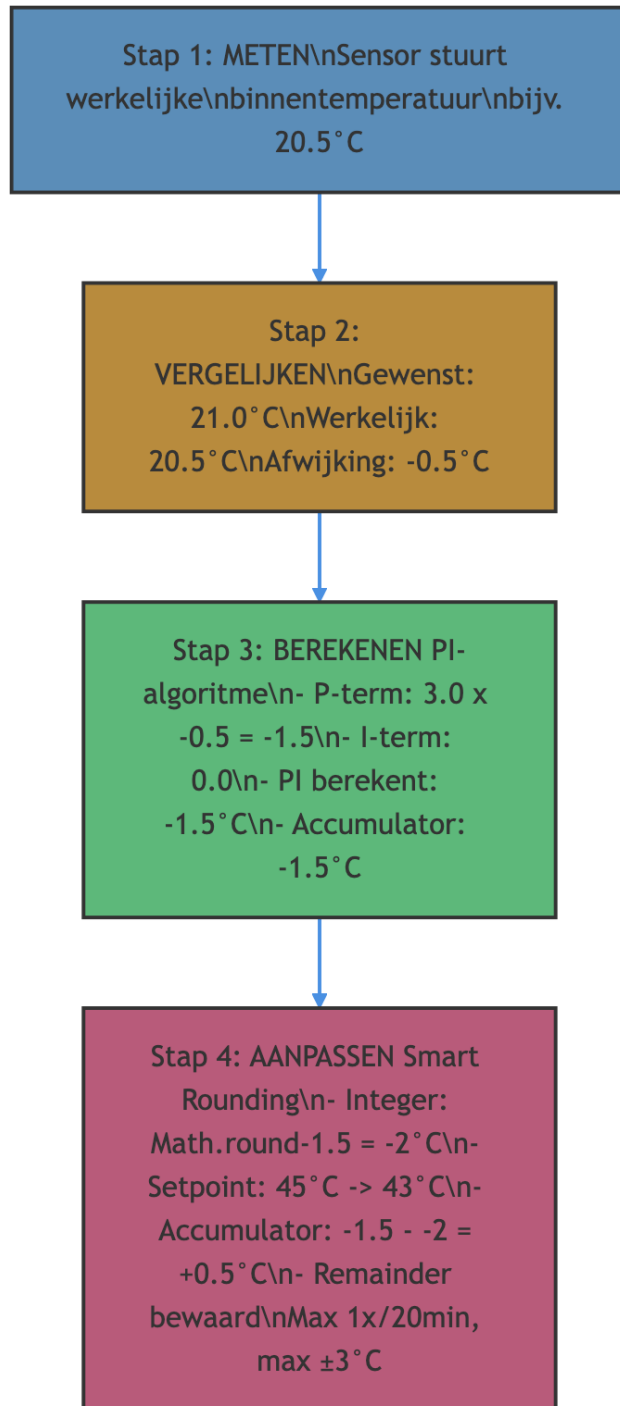 Stap 1: METEN\nSensor stuurt
werkelijke\nbinnentemperatuur\nbijv.
20.5°C
Stap 2:
VERGELIJKEN\nGewenst:
21.0°C\nWerkelijk:
20.5°C\nAfwijking: -0.5°C
Stap 3: BEREKENEN PI-
algoritme\n- P-term: 3.0 x
-0.5 = -1.5\n- I-term:
0.0\n- PI berekent:
-1.5°C\n- Accumulator:
-1.5°C
Stap 4: AANPASSEN Smart
Rounding\n- Integer:
Math.round-1.5 = -2°C\n-
Setpoint: 45°C -> 43°C\n-
Accumulator: -1.5 - -2 =
+0.5°C\n- Remainder
bewaard\nMax 1x/20min,
max ±3°C